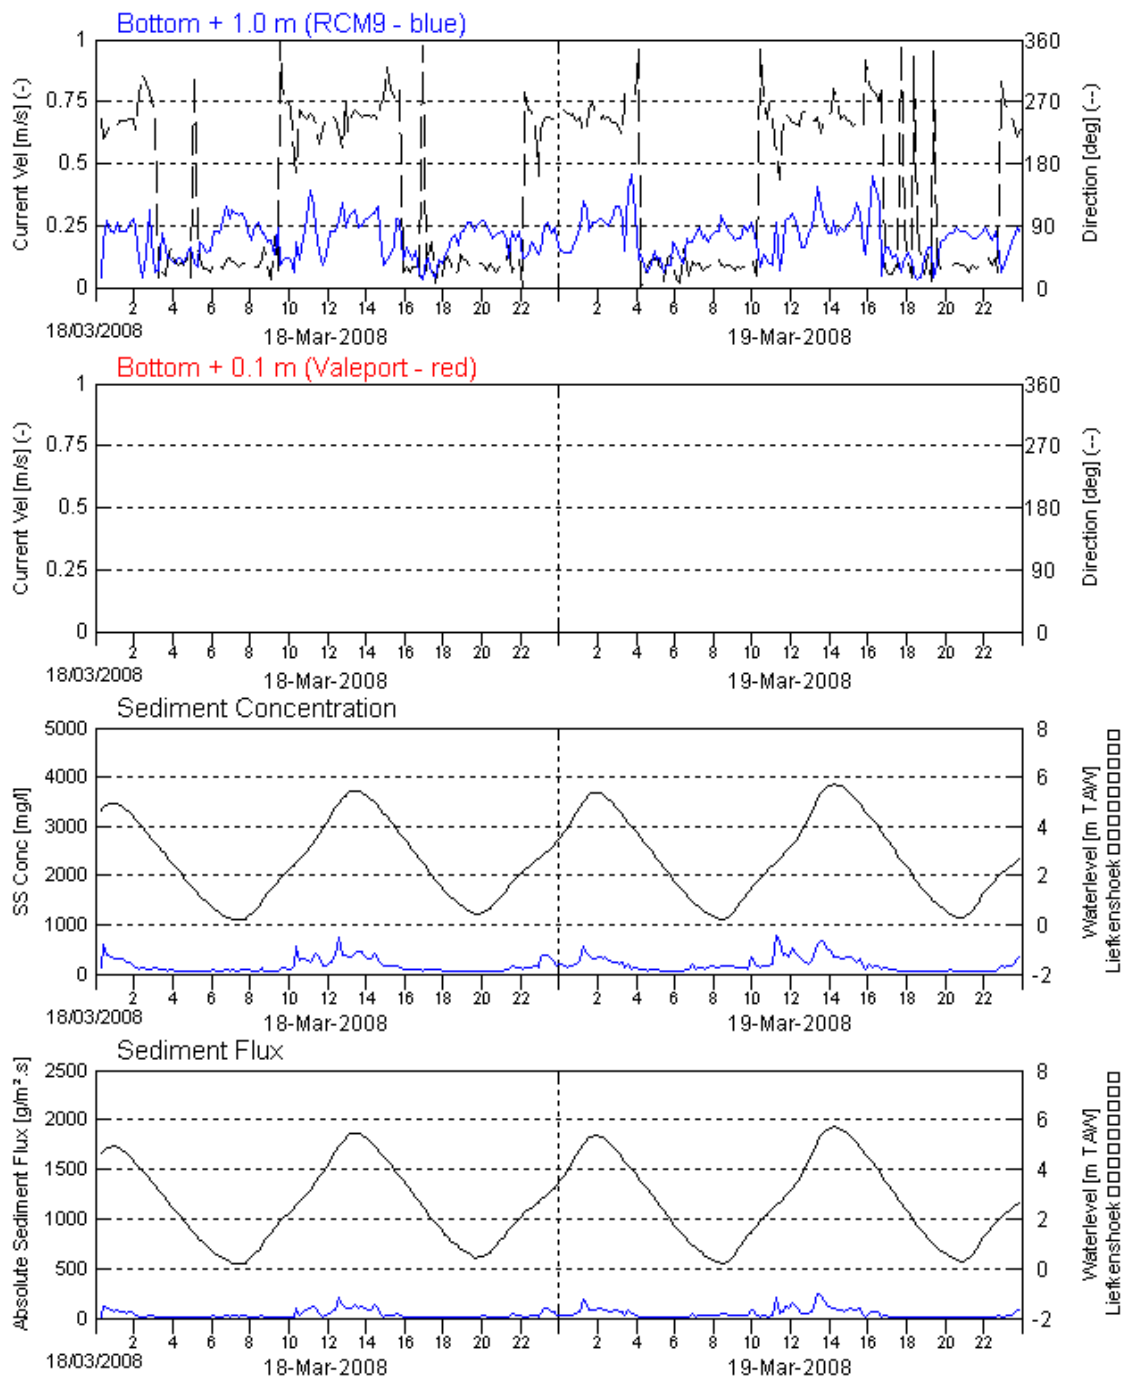 Bottom + 1.0 m (RCM9 - blue)
Current Vel [m/s] (-)
1
0.75
0.5
0.25
0
360
270
180
90
0
Direction [deg] (--)
2 4 6 8 10 12 14 16 18 20 22 2 4 6 8 10 12 14 16 18 20 22
18/03/2008
18-Mar-2008
19-Mar-2008
Bottom + 0.1 m (Valeport - red)
Current Vel [m/s] (-)
1
0.75
0.5
0.25
0
360
270
180
90
0
Direction [deg] (--)
2 4 6 8 10 12 14 16 18 20 22 2 4 6 8 10 12 14 16 18 20 22
18/03/2008
18-Mar-2008
19-Mar-2008
Sediment Concentration
SS Conc [mg/l]
5000
4000
3000
2000
1000
0
8
6
4
2
0
-2
Waterlevel [m TAW]
Liefkenshoek □□□□□□□□□
2 4 6 8 10 12 14 16 18 20 22 2 4 6 8 10 12 14 16 18 20 22
18/03/2008
18-Mar-2008
19-Mar-2008
Sediment Flux
Absolute Sediment Flux [g/m².s]
2500
2000
1500
1000
500
0
8
6
4
2
0
-2
Waterlevel [m TAW]
Liefkenshoek □□□□□□□□□
2 4 6 8 10 12 14 16 18 20 22 2 4 6 8 10 12 14 16 18 20 22
18/03/2008
18-Mar-2008
19-Mar-2008